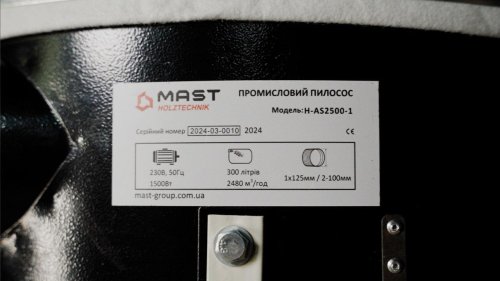 MAST
HOLZTECHNIK
ПРОМИСЛОВИЙ ПИЛОСОС
Модель: H-AS2500-1
Серійний номер 2024-03-0010 2024
CE
230В, 50Гц
1500Вт
300 літрів
2480 м³/год
1x125мм / 2-100мм
mast-group.com.ua